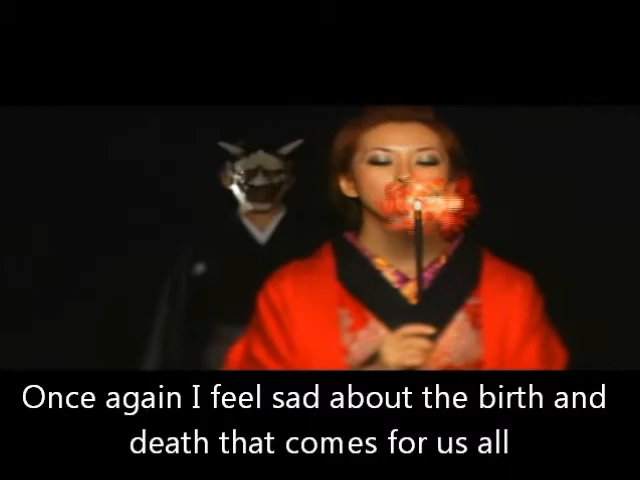 Once again I feel sad about the birth and
death that comes for us all